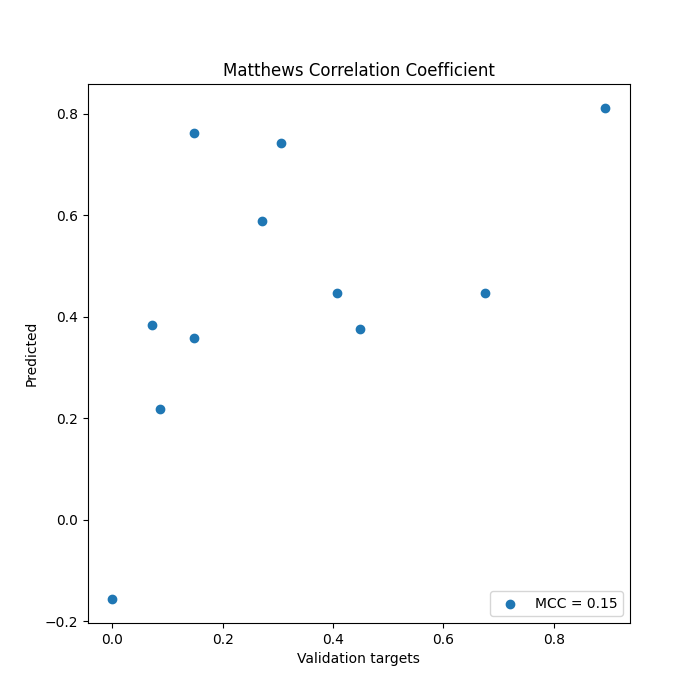 Matthews Correlation Coefficient
0.8
0.6
0.4
0.2
0.0
−0.2
Predicted
0.0 0.2 0.4 0.6 0.8
Validation targets
MCC = 0.15